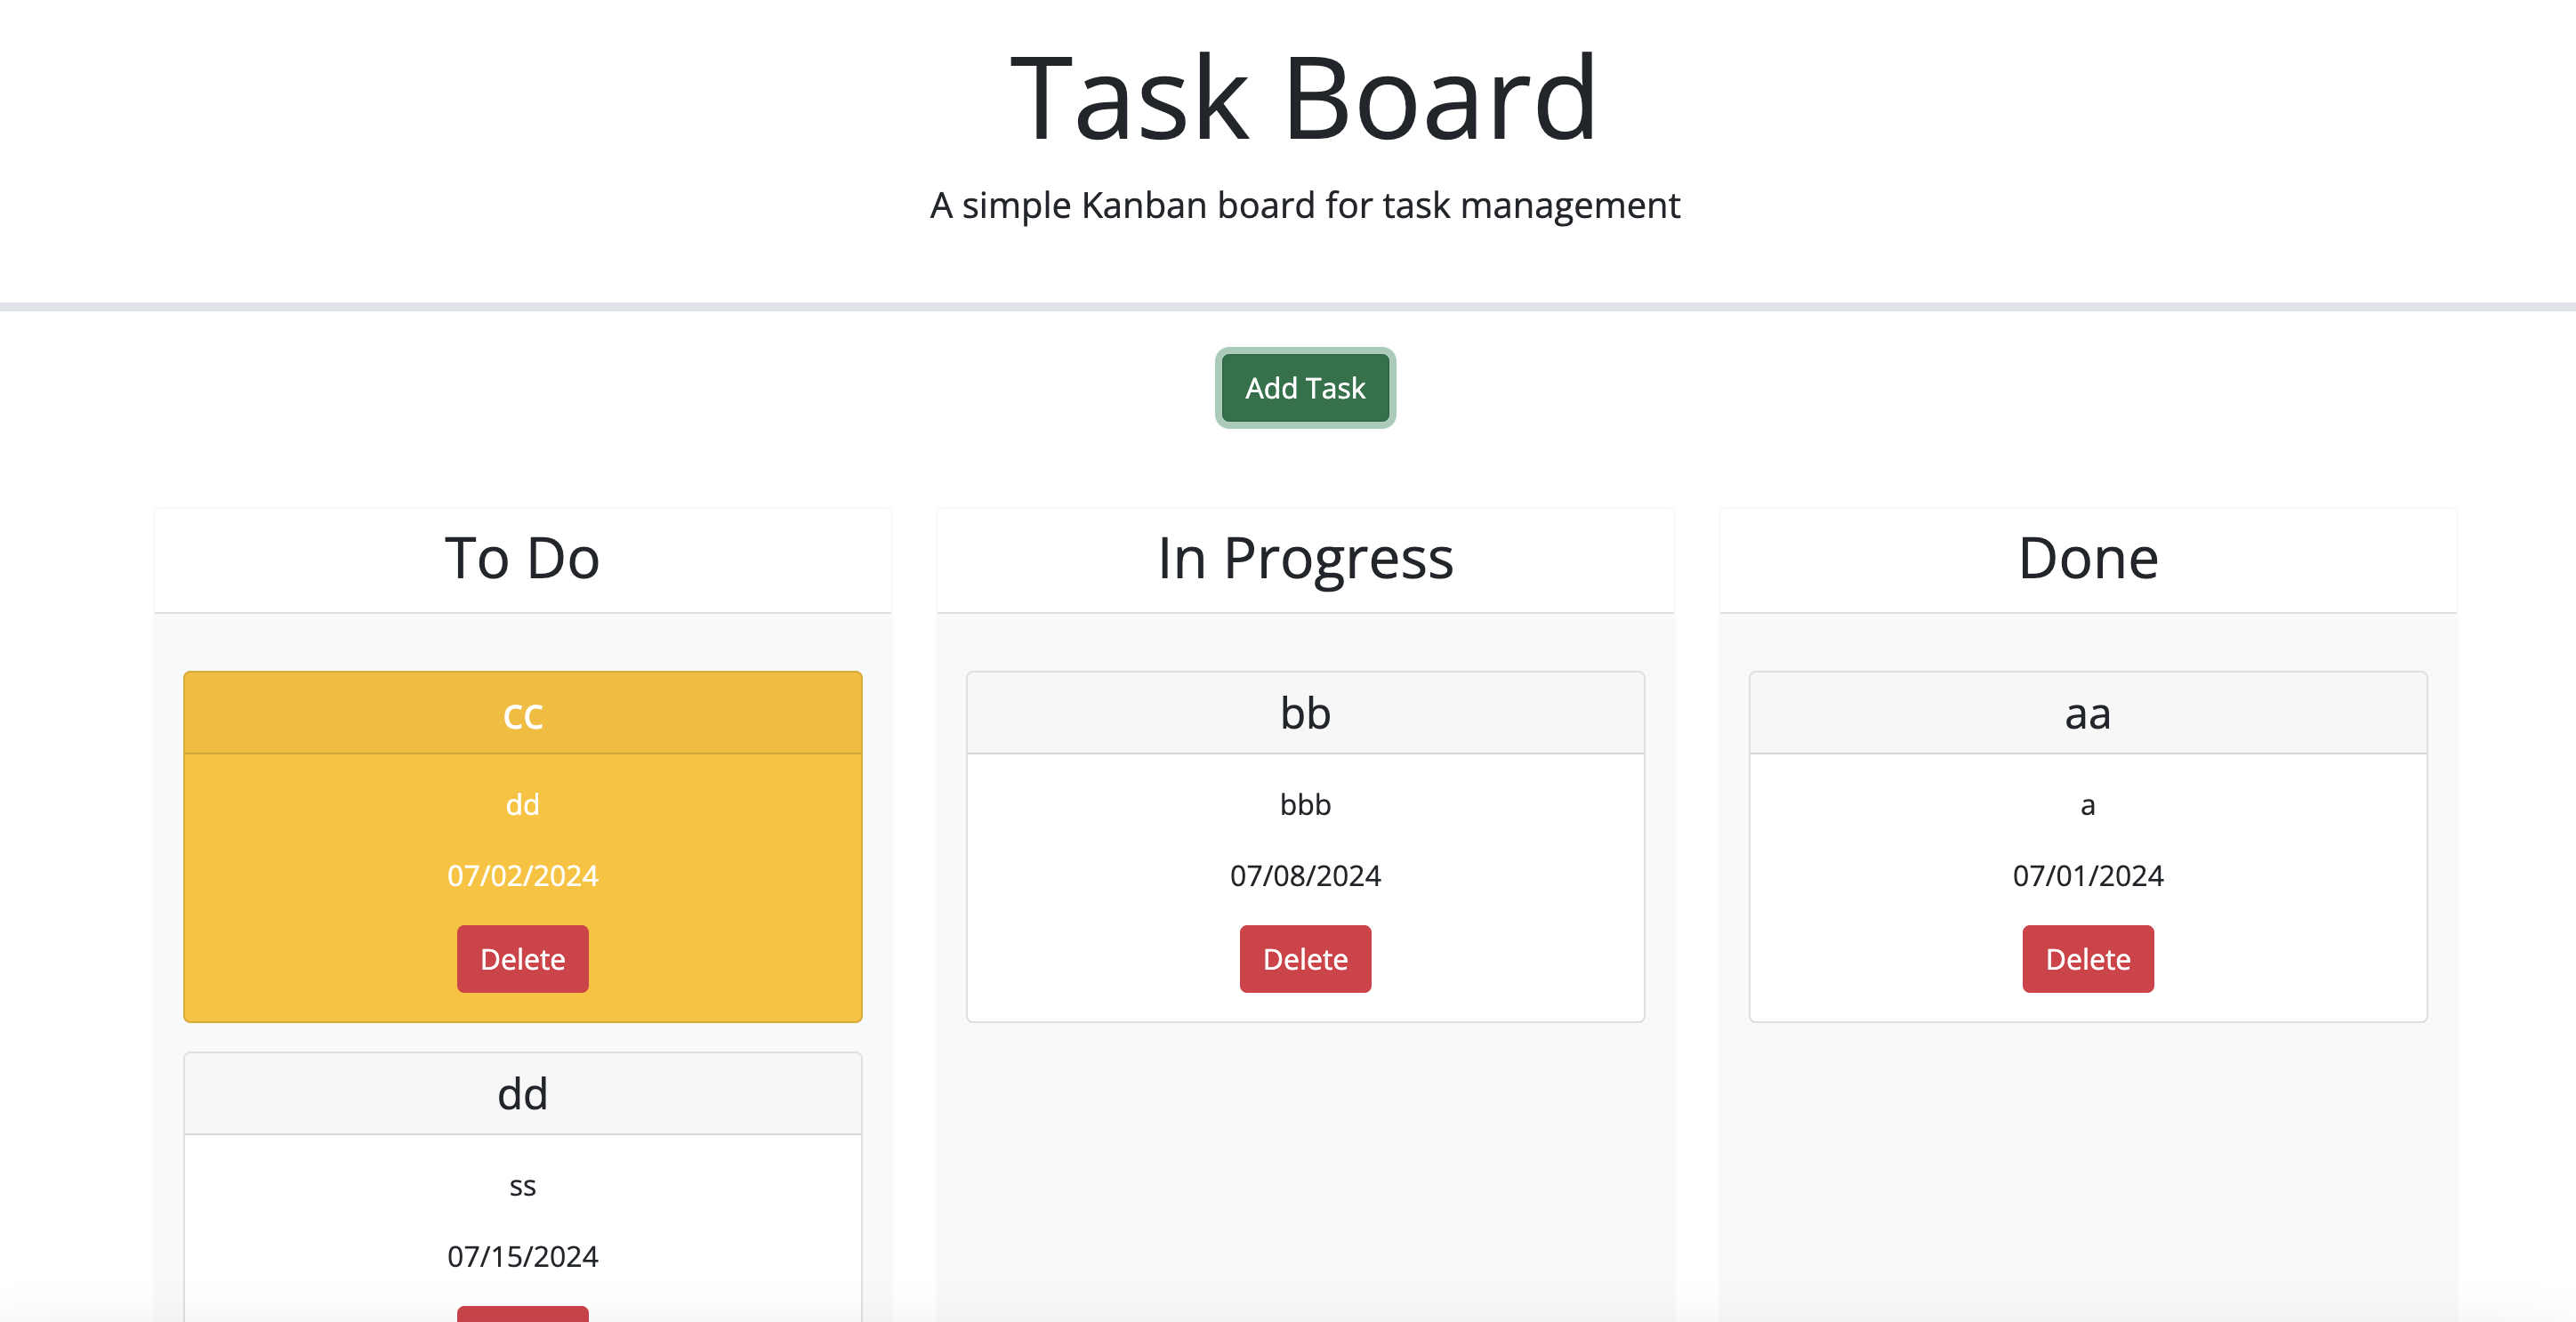 Task Board
A simple Kanban board for task management
Add Task
To Do
cc
dd
07/02/2024
Delete
dd
ss
07/15/2024
In Progress
bb
bbb
07/08/2024
Delete
Done
aa
a
07/01/2024
Delete